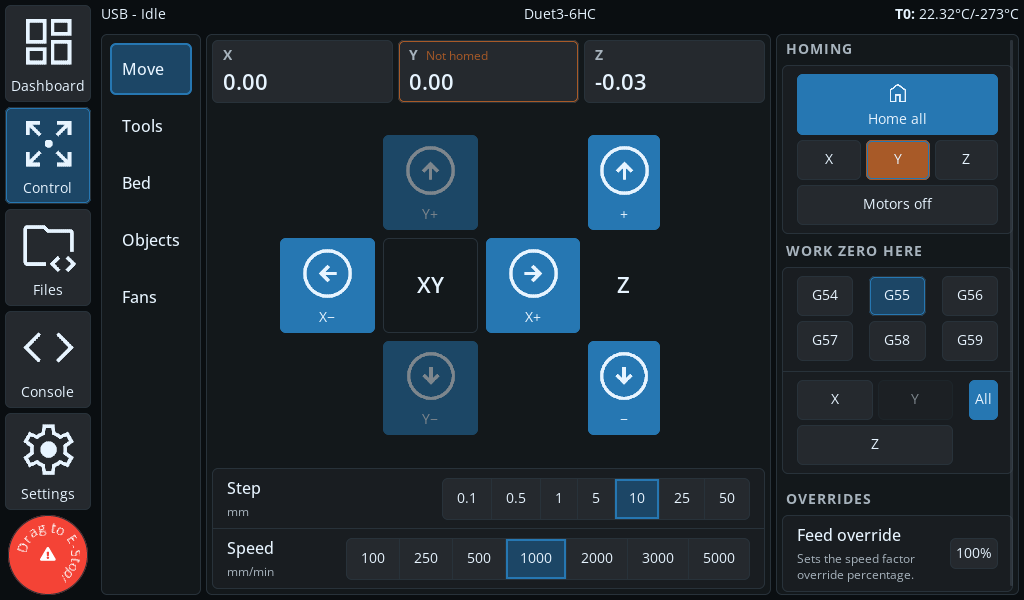 USB - Idle
Duet3-6HC
T0: 22.32°C/-273°C
Dashboard
Control
Files
Console
Settings
Drag to E-Stop!
Move
Tools
Bed
Objects
Fans
X
0.00
Y Not homed
0.00
Z
-0.03
Y+
+
X−
XY
X+
Z
Y−
−
Step
mm
0.1 0.5 1 5 10 25 50
Speed
mm/min
100 250 500 1000 2000 3000 5000
HOMING
Home all
X Y Z
Motors off
WORK ZERO HERE
G54 G55 G56
G57 G58 G59
X Y All
Z
OVERRIDES
Feed override
Sets the speed factor
override percentage.
100%